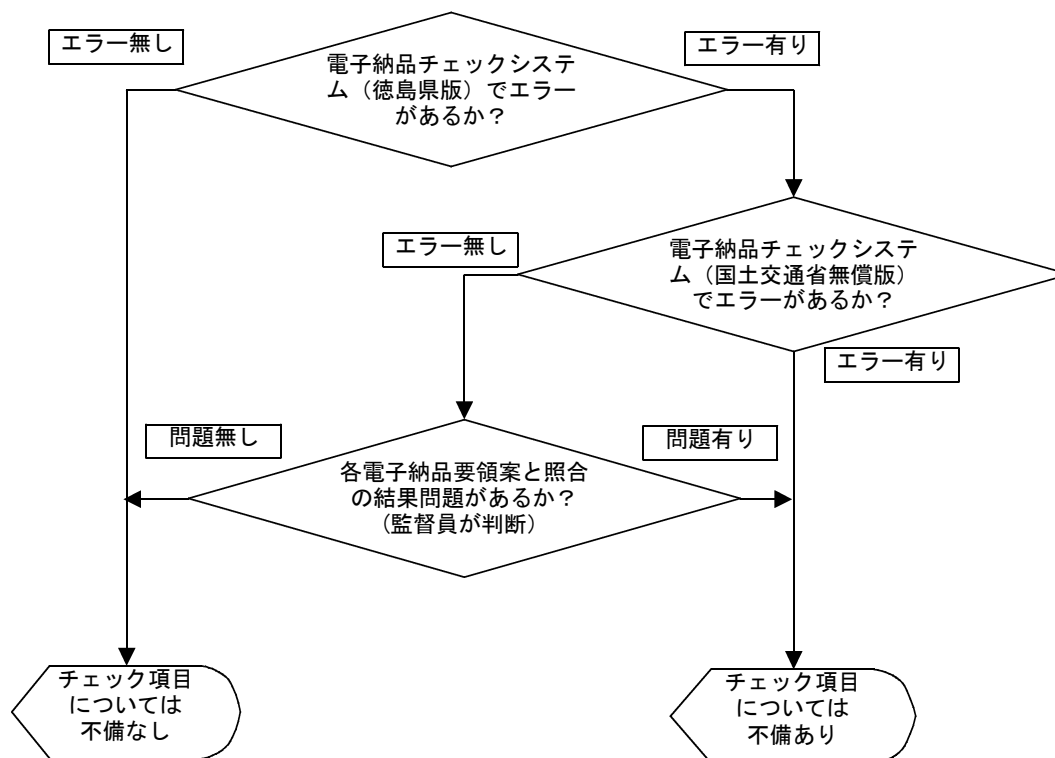 エラー無し
エラー有り
電子納品チェックシステ
ム（徳島県版）でエラー
があるか？
エラー無し
電子納品チェックシステ
ム（国土交通省無償版）
でエラーがあるか？
エラー有り
問題無し
問題有り
各電子納品要領案と照合
の結果問題があるか？
（監督員が判断）
チェック項目
については
不備なし
チェック項目
については
不備あり